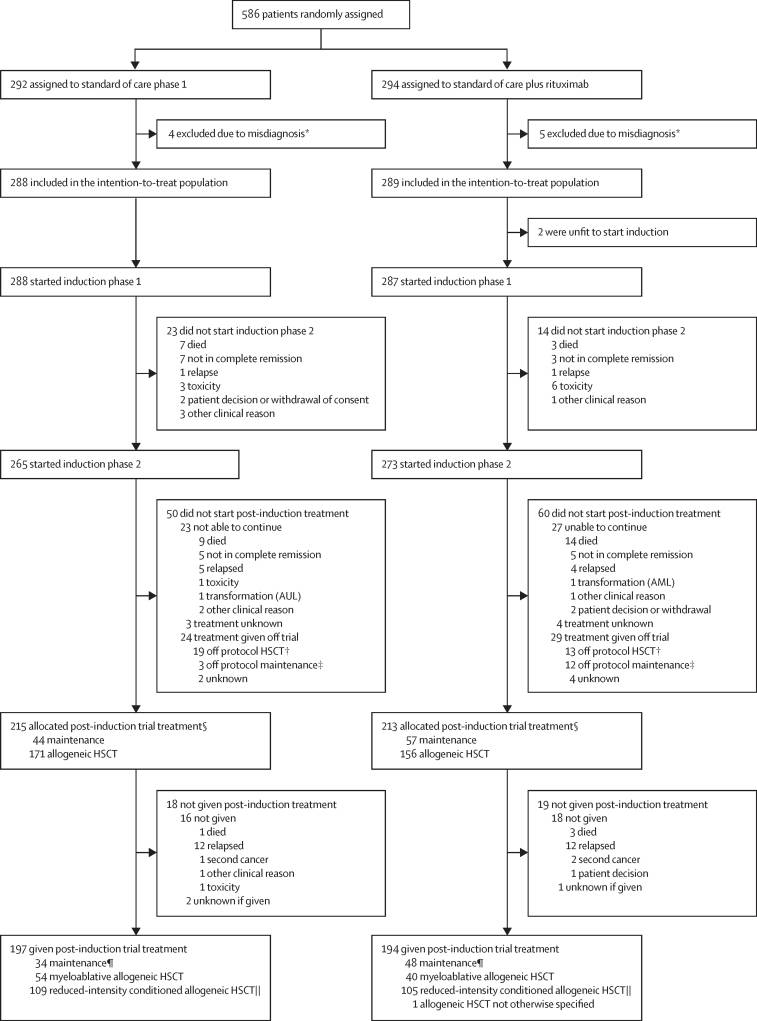 586 patients randomly assigned
292 assigned to standard of care phase 1
294 assigned to standard of care plus rituximab
4 excluded due to misdiagnosis*
5 excluded due to misdiagnosis*
288 included in the intention-to-treat population
289 included in the intention-to-treat population
2 were unfit to start induction
288 started induction phase 1
287 started induction phase 1
23 did not start induction phase 2
7 died
7 not in complete remission
1 relapse
3 toxicity
2 patient decision or withdrawal of consent
3 other clinical reason
14 did not start induction phase 2
3 died
3 not in complete remission
1 relapse
6 toxicity
1 other clinical reason
265 started induction phase 2
273 started induction phase 2
50 did not start post-induction treatment
23 not able to continue
9 died
5 not in complete remission
5 relapsed
1 toxicity
1 transformation (AUL)
2 other clinical reason
3 treatment unknown
24 treatment given off trial
19 off protocol HSCT†
3 off protocol maintenance‡
2 unknown
60 did not start post-induction treatment
27 unable to continue
14 died
5 not in complete remission
4 relapsed
1 transformation (AML)
1 other clinical reason
2 patient decision or withdrawal
4 treatment unknown
29 treatment given off trial
13 off protocol HSCT†
12 off protocol maintenance‡
4 unknown
215 allocated post-induction trial treatment§
44 maintenance
171 allogeneic HSCT
213 allocated post-induction trial treatment§
57 maintenance
156 allogeneic HSCT
18 not given post-induction treatment
16 not given
1 died
12 relapsed
1 second cancer
1 other clinical reason
1 toxicity
2 unknown if given
19 not given post-induction treatment
18 not given
3 died
12 relapsed
2 second cancer
1 patient decision
1 unknown if given
197 given post-induction trial treatment
34 maintenance¶
54 myeloablative allogeneic HSCT
109 reduced-intensity conditioned allogeneic HSCT||
194 given post-induction trial treatment
48 maintenance¶
40 myeloablative allogeneic HSCT
105 reduced-intensity conditioned allogeneic HSCT||
1 allogeneic HSCT not otherwise specified